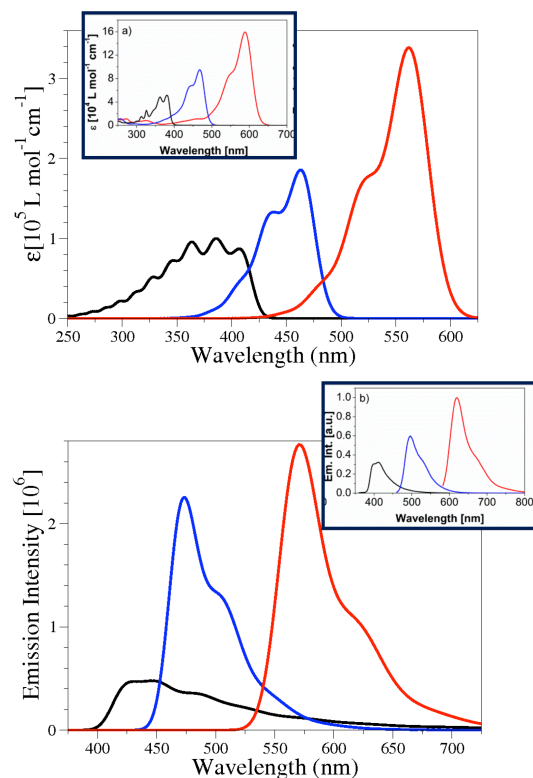 a)
ε [10⁴ L mol⁻¹ cm⁻¹]
16
12
8
4
0
300 400 500 600 700
Wavelength [nm]
ε[10⁵ L mol⁻¹ cm⁻¹]
3
2
1
0
250 300 350 400 450 500 550 600
Wavelength (nm)
b)
Em. Int. [a.u.]
1.0
0.8
0.6
0.4
0.2
0.0
400 500 600 700 800
Wavelength [nm]
Emission Intensity [10⁶]
2
1
0
400 450 500 550 600 650 700
Wavelength (nm)